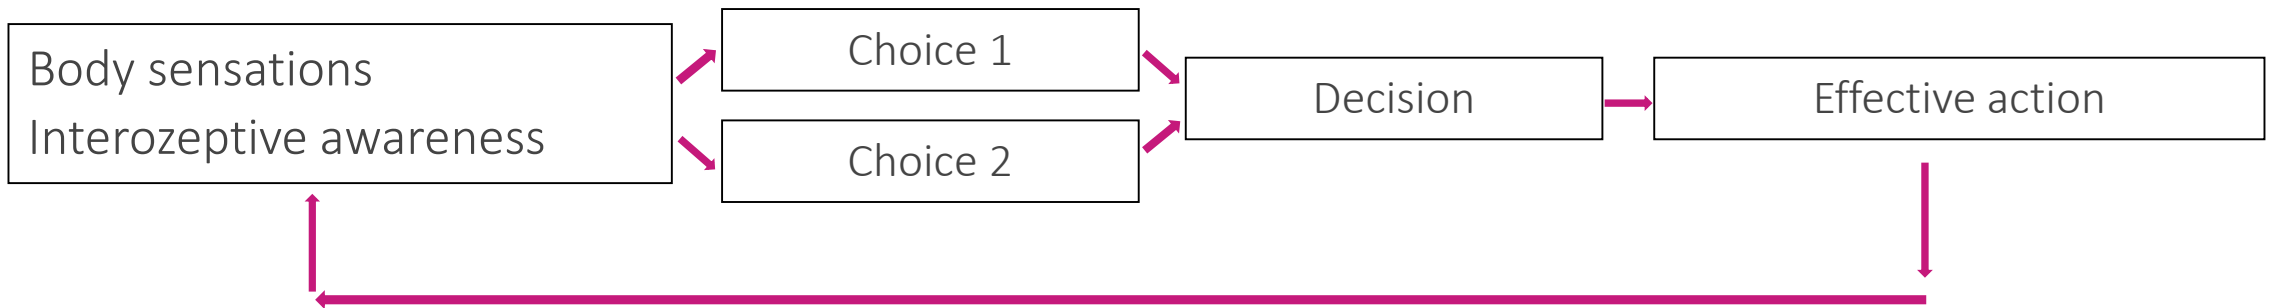 Body sensations
Interozeptive awareness
Choice 1
Choice 2
Decision
Effective action